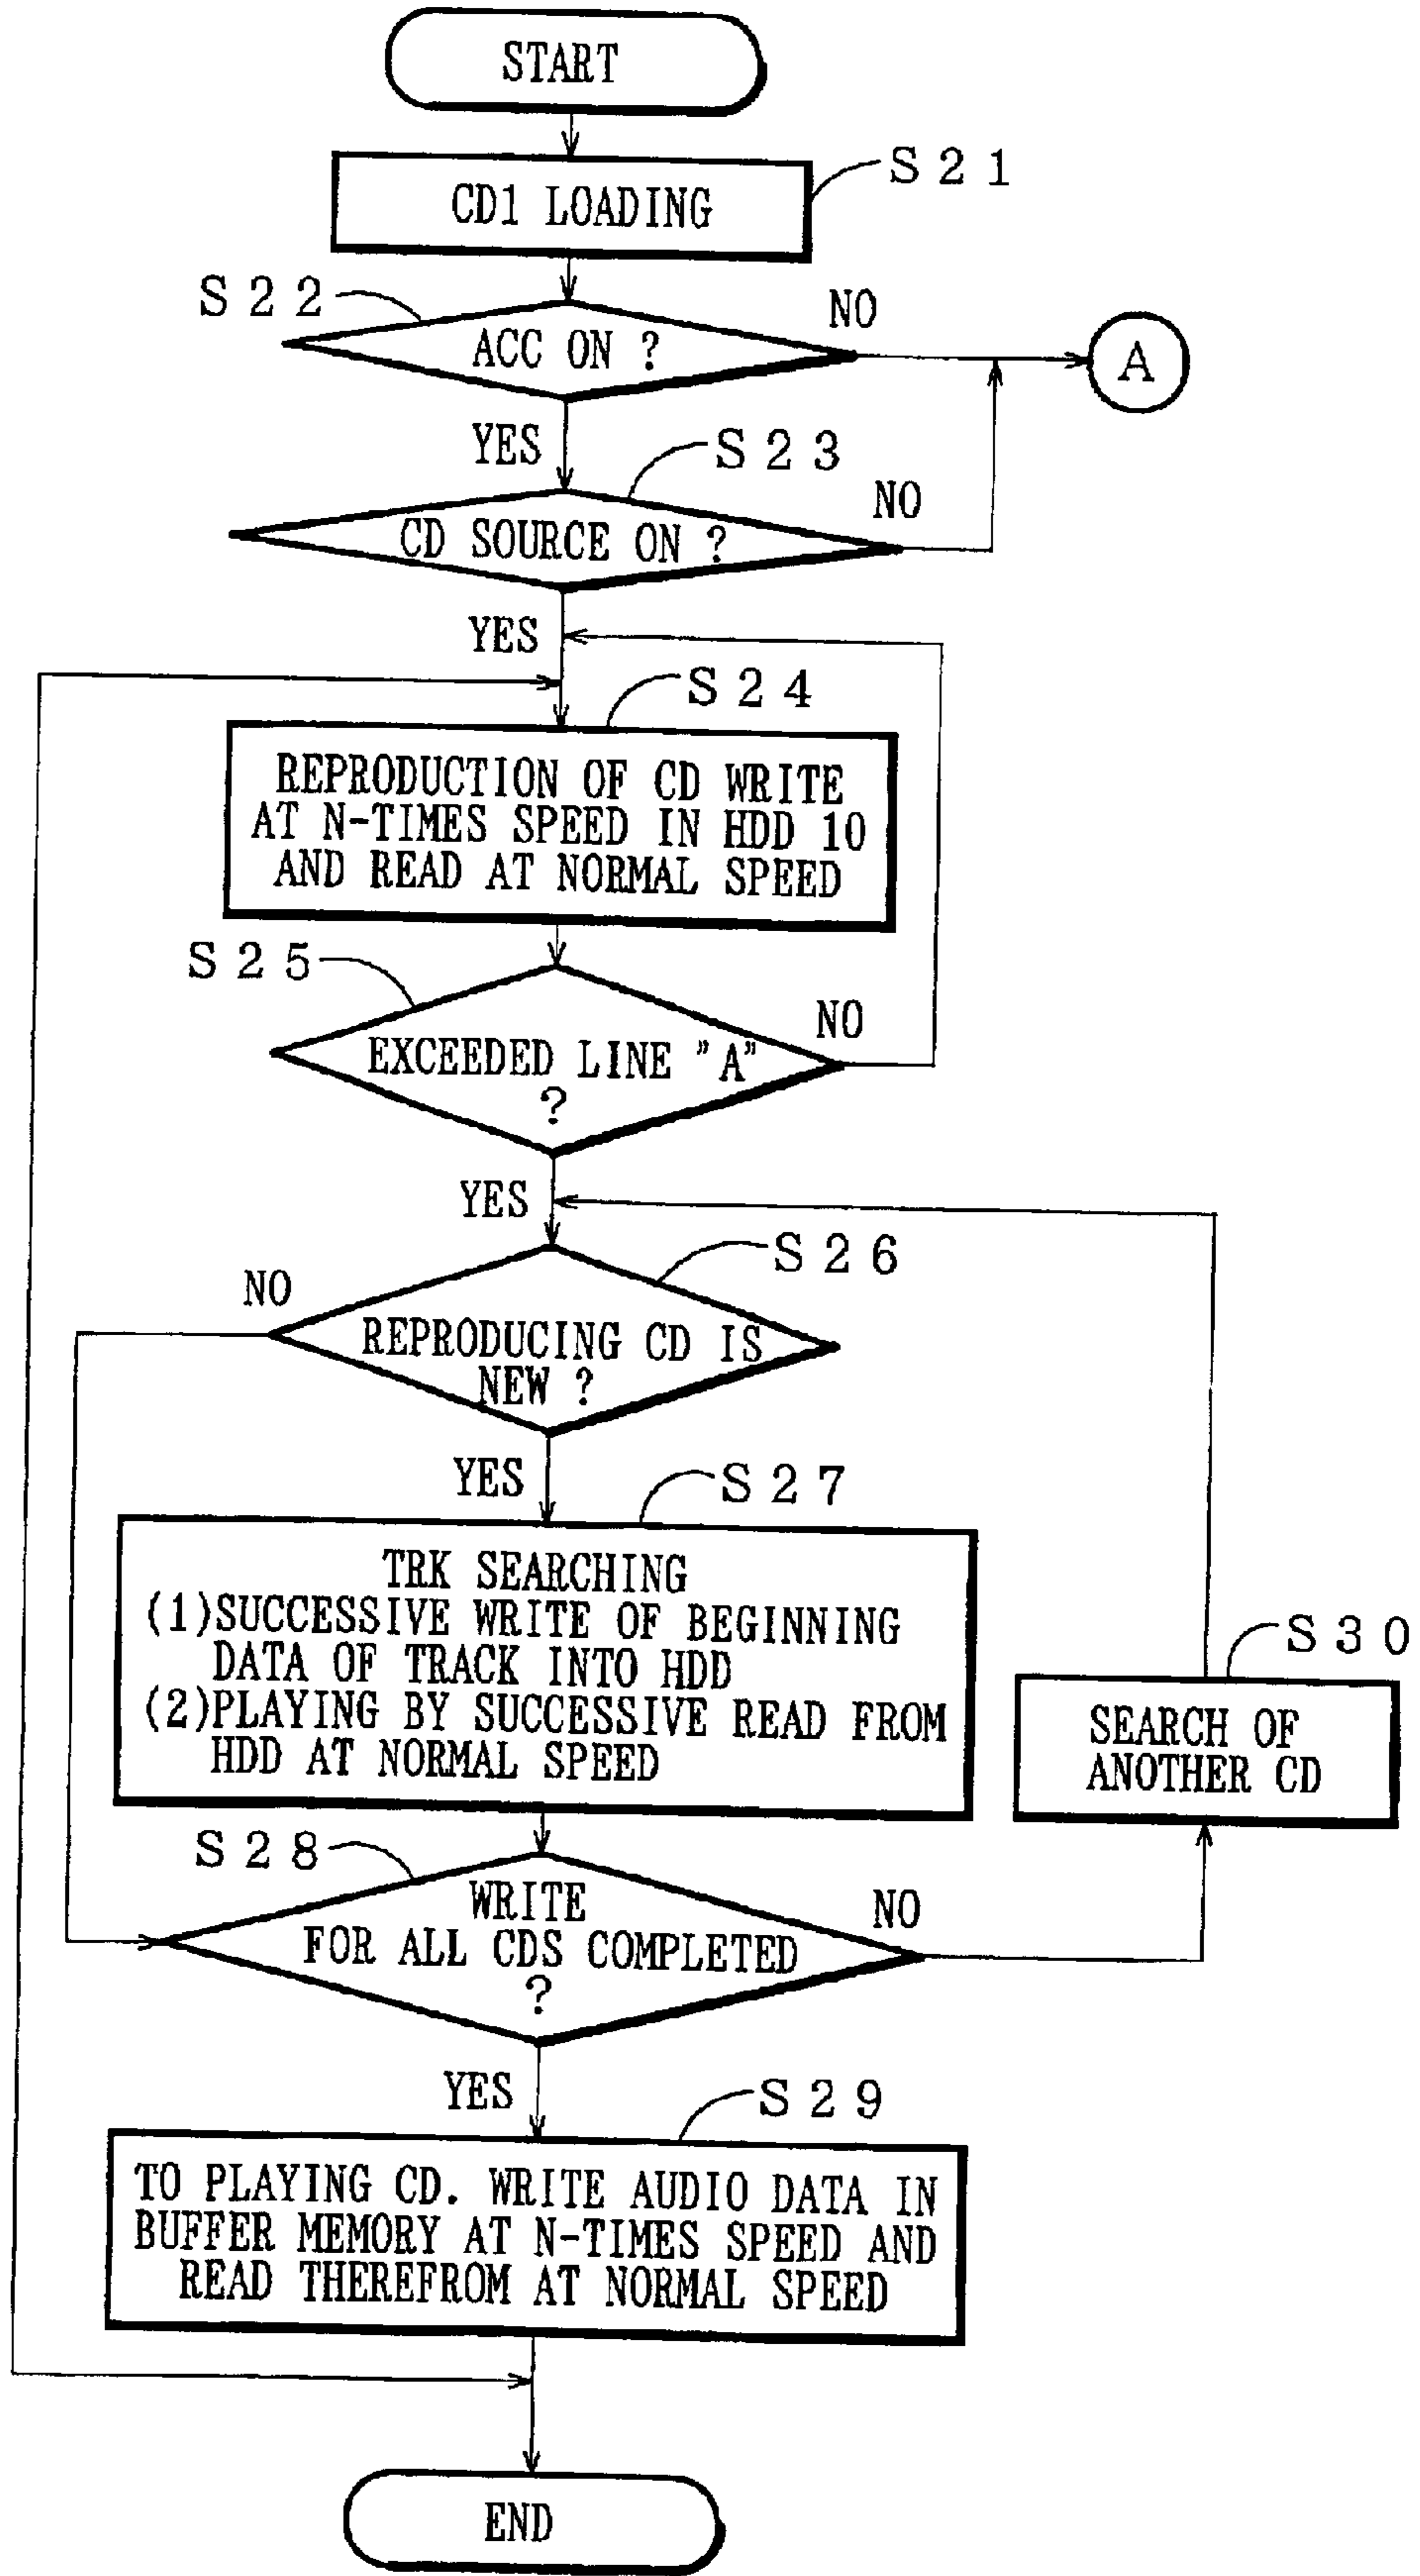 START
CD1 LOADING
S21
S22
ACC ON ?
NO
A
YES
S23
CD SOURCE ON ?
NO
YES
S24
REPRODUCTION OF CD WRITE
AT N-TIMES SPEED IN HDD 10
AND READ AT NORMAL SPEED
S25
EXCEEDED LINE "A"
?
NO
YES
S26
NO
REPRODUCING CD IS
NEW ?
YES
S27
TRK SEARCHING
(1)SUCCESSIVE WRITE OF BEGINNING
DATA OF TRACK INTO HDD
(2)PLAYING BY SUCCESSIVE READ FROM
HDD AT NORMAL SPEED
S30
SEARCH OF
ANOTHER CD
S28
WRITE
FOR ALL CDS COMPLETED
?
NO
YES
S29
TO PLAYING CD. WRITE AUDIO DATA IN
BUFFER MEMORY AT N-TIMES SPEED AND
READ THEREFROM AT NORMAL SPEED
END